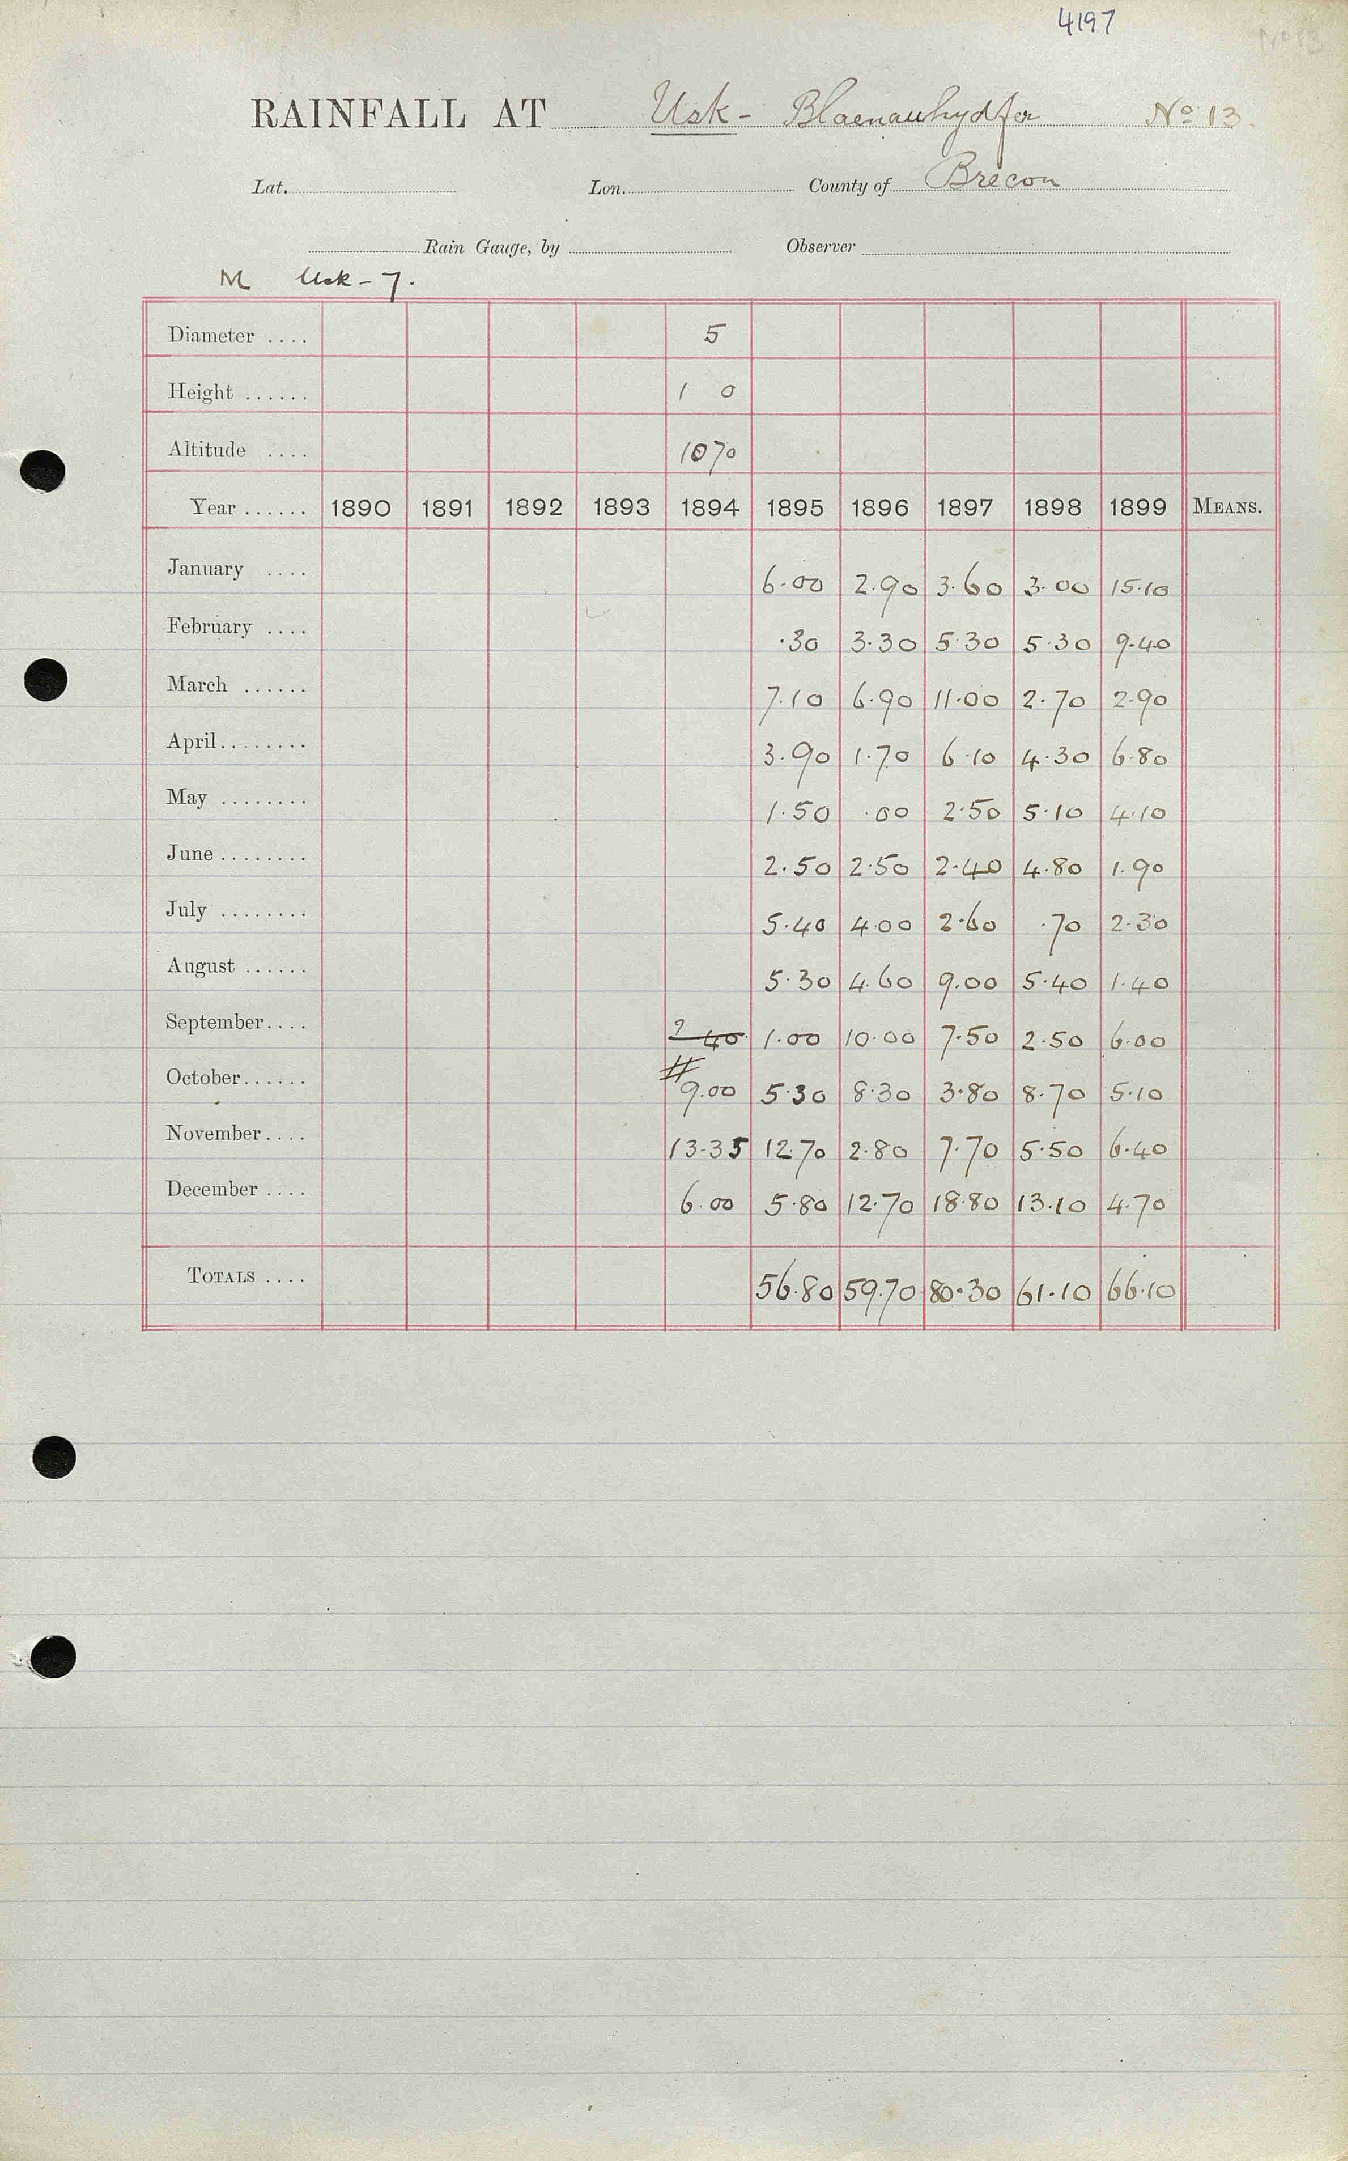 4197
No 13
RAINFALL AT Usk - Blaenauhydfer No 13.
Lat. Lon. County of Brecon
Rain Gauge, by Observer
M Usk - 7.
Diameter .... 5
Height ...... 1 0
Altitude .... 1070
Year ...... 1890 1891 1892 1893 1894 1895 1896 1897 1898 1899 MEANS.
January .... 6.00 2.90 3.60 3.00 15.10
February .... .30 3.30 5.30 5.30 9.40
March ...... 7.10 6.90 11.00 2.70 2.90
April........ 3.90 1.70 6.10 4.30 6.80
May ........ 1.50 .00 2.50 5.10 4.10
June ........ 2.50 2.50 2.40 4.80 1.90
July ........ 5.40 4.00 2.60 .70 2.30
August ...... 5.30 4.60 9.00 5.40 1.40
September.... ? 40 1.00 10.00 7.50 2.50 6.00
October...... # 9.00 5.30 8.30 3.80 8.70 5.10
November.... 13.35 12.70 2.80 7.70 5.50 6.40
December .... 6.00 5.80 12.70 18.80 13.10 4.70
TOTALS .... 56.80 59.70 80.30 61.10 66.10